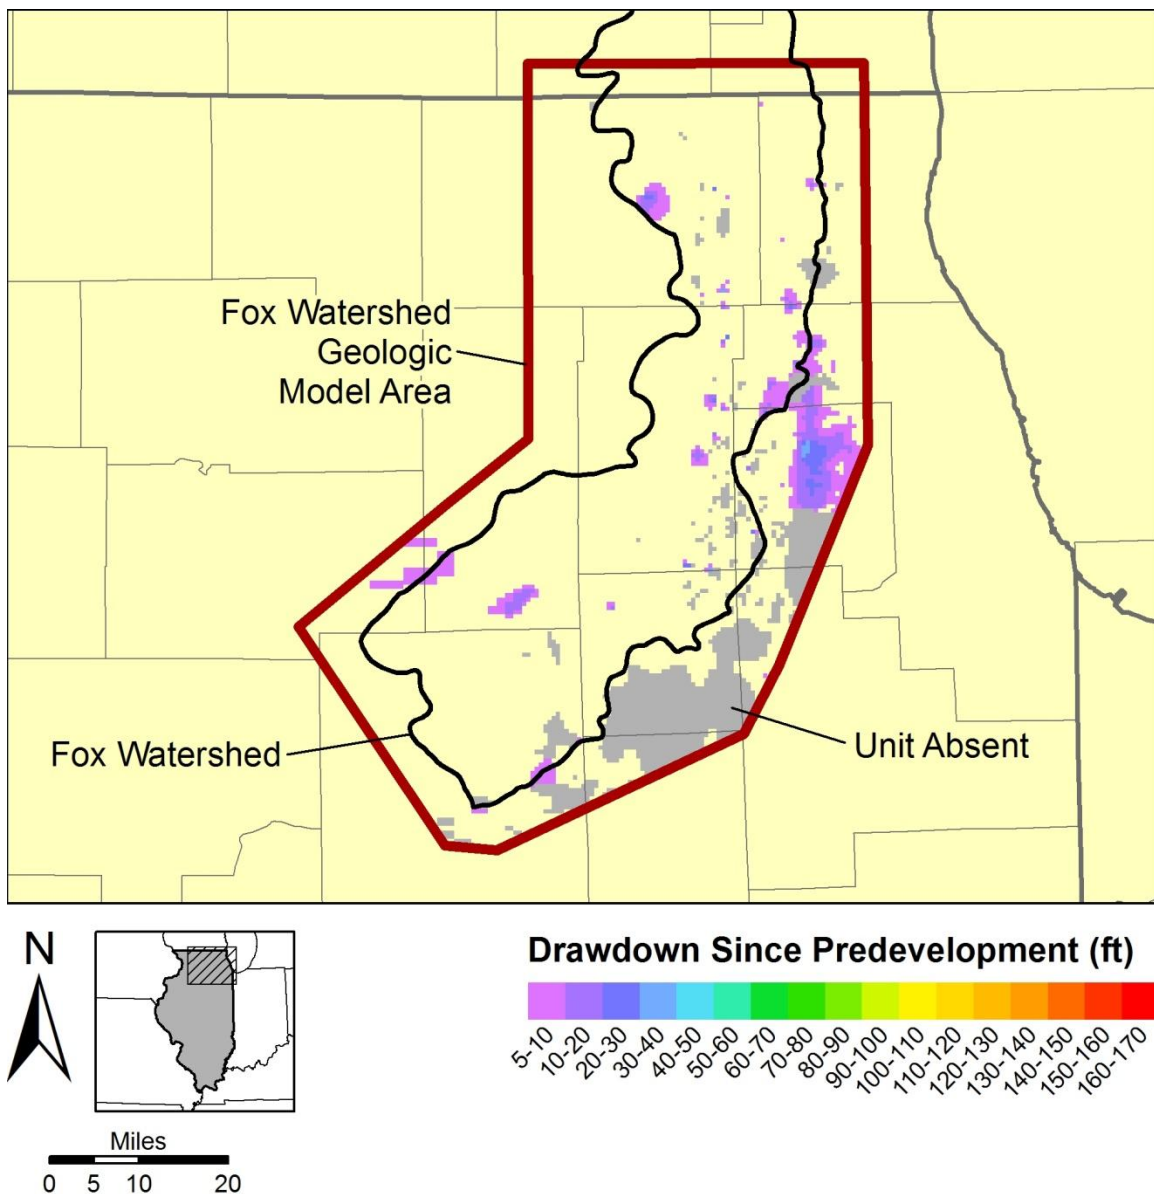 Fox Watershed
Geologic
Model Area
Fox Watershed
Unit Absent
N
Drawdown Since Predevelopment (ft)
5-10
10-20
20-30
30-40
40-50
50-60
60-70
70-80
80-90
90-100
100-110
110-120
120-130
130-140
140-150
150-160
160-170
Miles
0 5 10 20